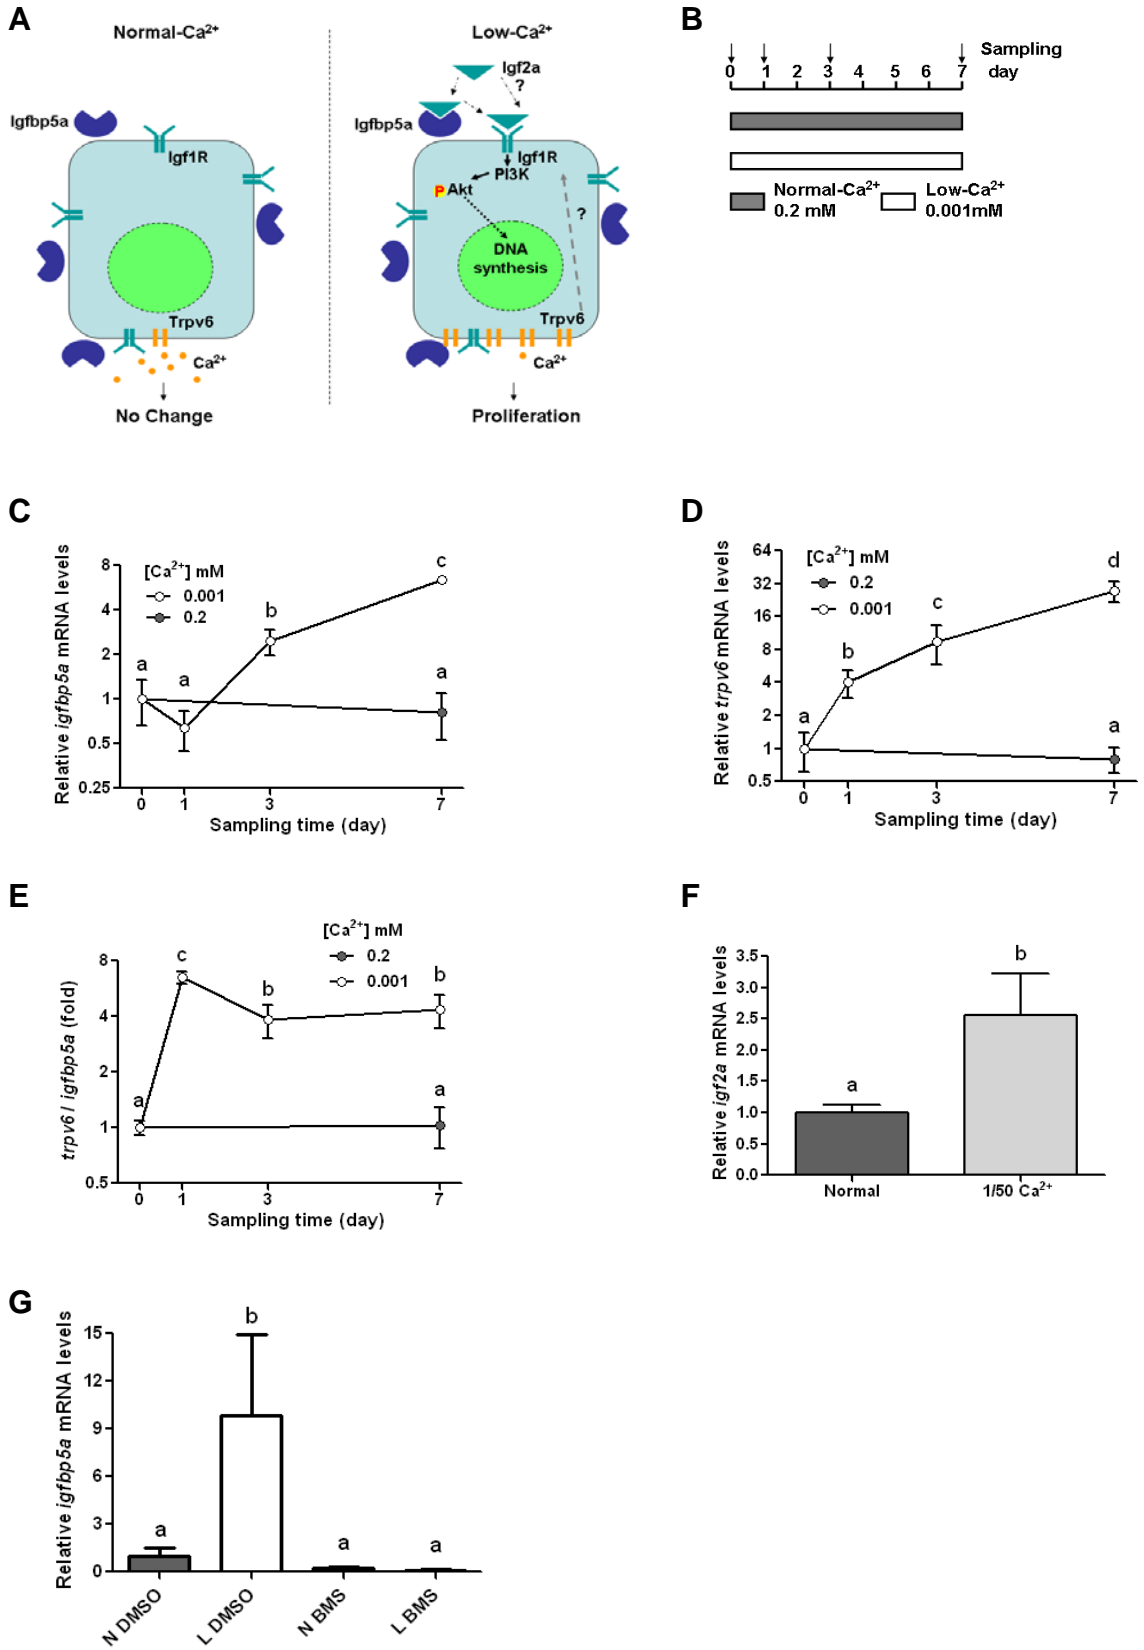 A
Normal-Ca2+
Low-Ca2+
Igf2a
?
Igfbp5a
Igfbp5a
Igf1R
Igf1R
PI3K
P Akt
?
DNA
synthesis
Trpv6
Trpv6
Ca2+
Ca2+
No Change
Proliferation
B
Sampling
0 1 2 3 4 5 6 7 day
Normal-Ca2+
0.2 mM
Low-Ca2+
0.001mM
C
Relative igfbp5a mRNA levels
8
4
2
1
0.5
0.25
[Ca2+] mM
0.001
0.2
a
a
b
c
a
0 1 3 7
Sampling time (day)
D
Relative trpv6 mRNA levels
64
32
16
8
4
2
1
0.5
[Ca2+] mM
0.2
0.001
a
b
c
d
a
0 1 3 7
Sampling time (day)
E
trpv6 / igfbp5a (fold)
8
4
2
1
0.5
[Ca2+] mM
0.2
0.001
a
c
b
b
a
0 1 3 7
Sampling time (day)
F
Relative igf2a mRNA levels
3.5
3.0
2.5
2.0
1.5
1.0
0.5
0.0
a
b
Normal
1/50 Ca2+
G
Relative igfbp5a mRNA levels
15
12
9
6
3
0
a
b
a
a
N DMSO
L DMSO
N BMS
L BMS